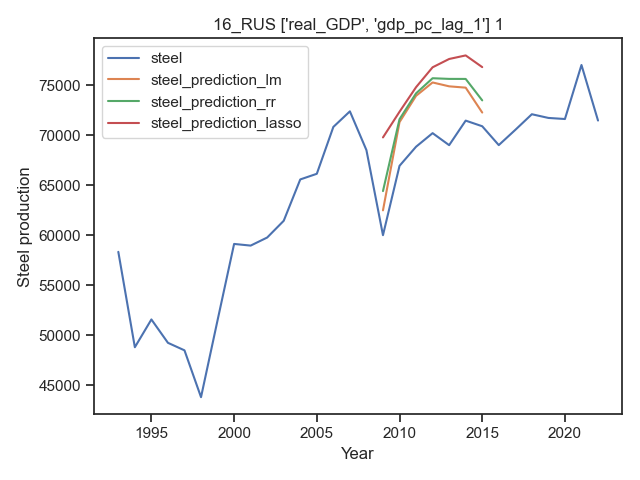 16_RUS ['real_GDP', 'gdp_pc_lag_1'] 1
steel
steel_prediction_lm
steel_prediction_rr
steel_prediction_lasso
Steel production
75000
70000
65000
60000
55000
50000
45000
1995
2000
2005
2010
2015
2020
Year